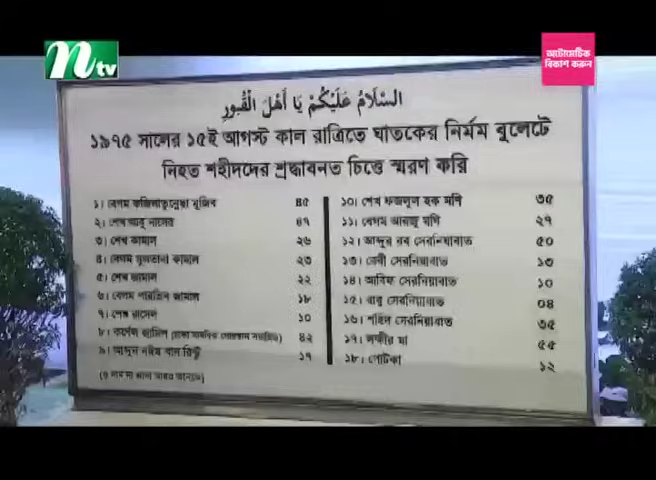 ntv
অটোমেটিক
বিকাশ করুন
السَّلَامُ عَلَيْكُمْ يَا أَهْلَ الْقُبُورِ
১৯৭৫ সালের ১৫ই আগস্ট কাল রাত্রিতে ঘাতকের নির্মম বুলেটে
নিহত শহীদদের শ্রদ্ধাবনত চিত্তে স্মরণ করি
১। বেগম ফজিলাতুন্নেছা মুজিব ৪৫
২। শেখ আবু নাসের ৪৭
৩। শেখ কামাল ২৬
৪। বেগম সুলতানা কামাল ২৩
৫। শেখ জামাল ২২
৬। বেগম পারভিন জামাল ১৮
৭। শেখ রাসেল ১০
৮। কর্ণেল জামিল ৪২
৯। আব্দুল নঈম খান রিন্টু ১৭
১০। শেখ ফজলুল হক মণি ৩৫
১১। বেগম আরজু মণি ২৭
১২। আব্দুর রব সেরনিয়াবাত ৫০
১৩। বেবী সেরনিয়াবাত ১৩
১৪। আরিফ সেরনিয়াবাত ১০
১৫। বাবু সেরনিয়াবাত ০৪
১৬। শহিদ সেরনিয়াবাত ৩৫
১৭। লক্ষীর মা ৫৫
১৮। পোটকা ১২